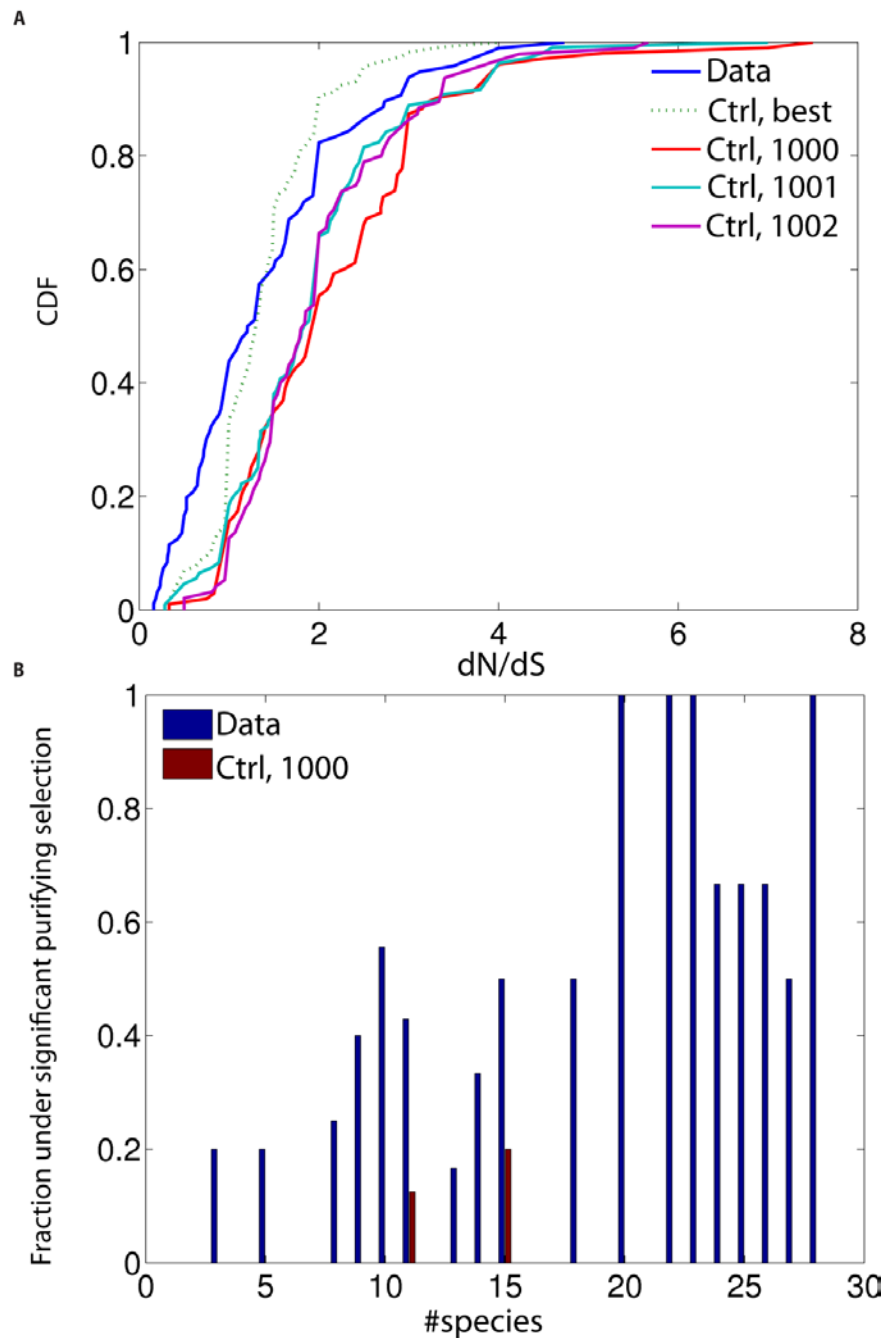 A
1
0.8
0.6
0.4
0.2
0
CDF
Data
Ctrl, best
Ctrl, 1000
Ctrl, 1001
Ctrl, 1002
0 2 4 6 8
dN/dS
B
1
0.8
0.6
0.4
0.2
0
Fraction under significant purifying selection
Data
Ctrl, 1000
0 5 10 15 20 25 30
#species